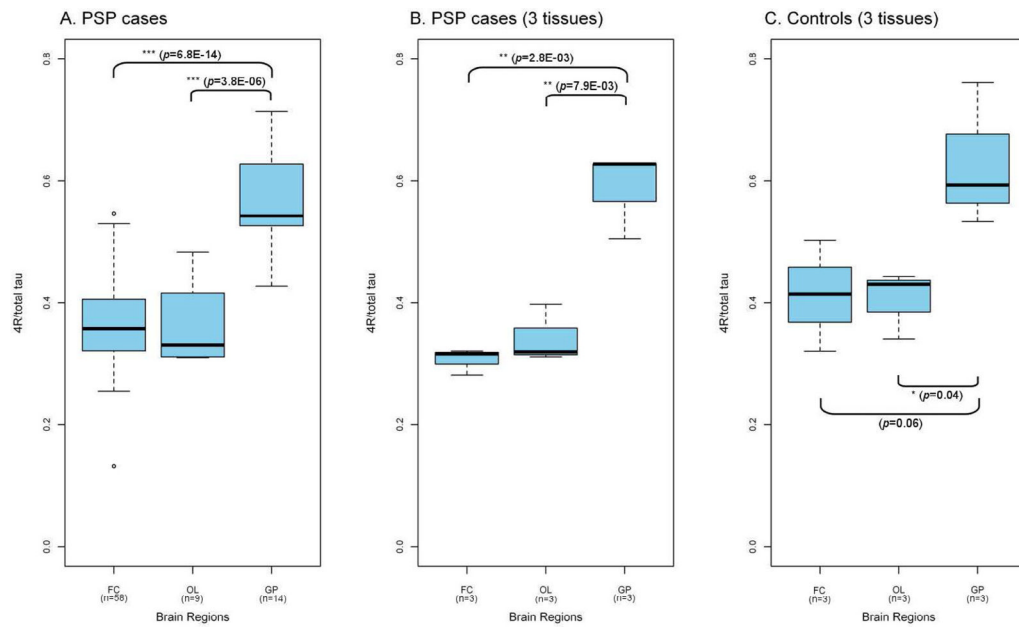 A. PSP cases
*** (p=6.8E-14)
*** (p=3.8E-06)
4R/total tau
0.0
0.2
0.4
0.6
0.8
FC
(n=58)
OL
(n=9)
GP
(n=14)
Brain Regions
B. PSP cases (3 tissues)
** (p=2.8E-03)
** (p=7.9E-03)
4R/total tau
0.0
0.2
0.4
0.6
0.8
FC
(n=3)
OL
(n=3)
GP
(n=3)
Brain Regions
C. Controls (3 tissues)
* (p=0.04)
(p=0.06)
4R/total tau
0.0
0.2
0.4
0.6
0.8
FC
(n=3)
OL
(n=3)
GP
(n=3)
Brain Regions